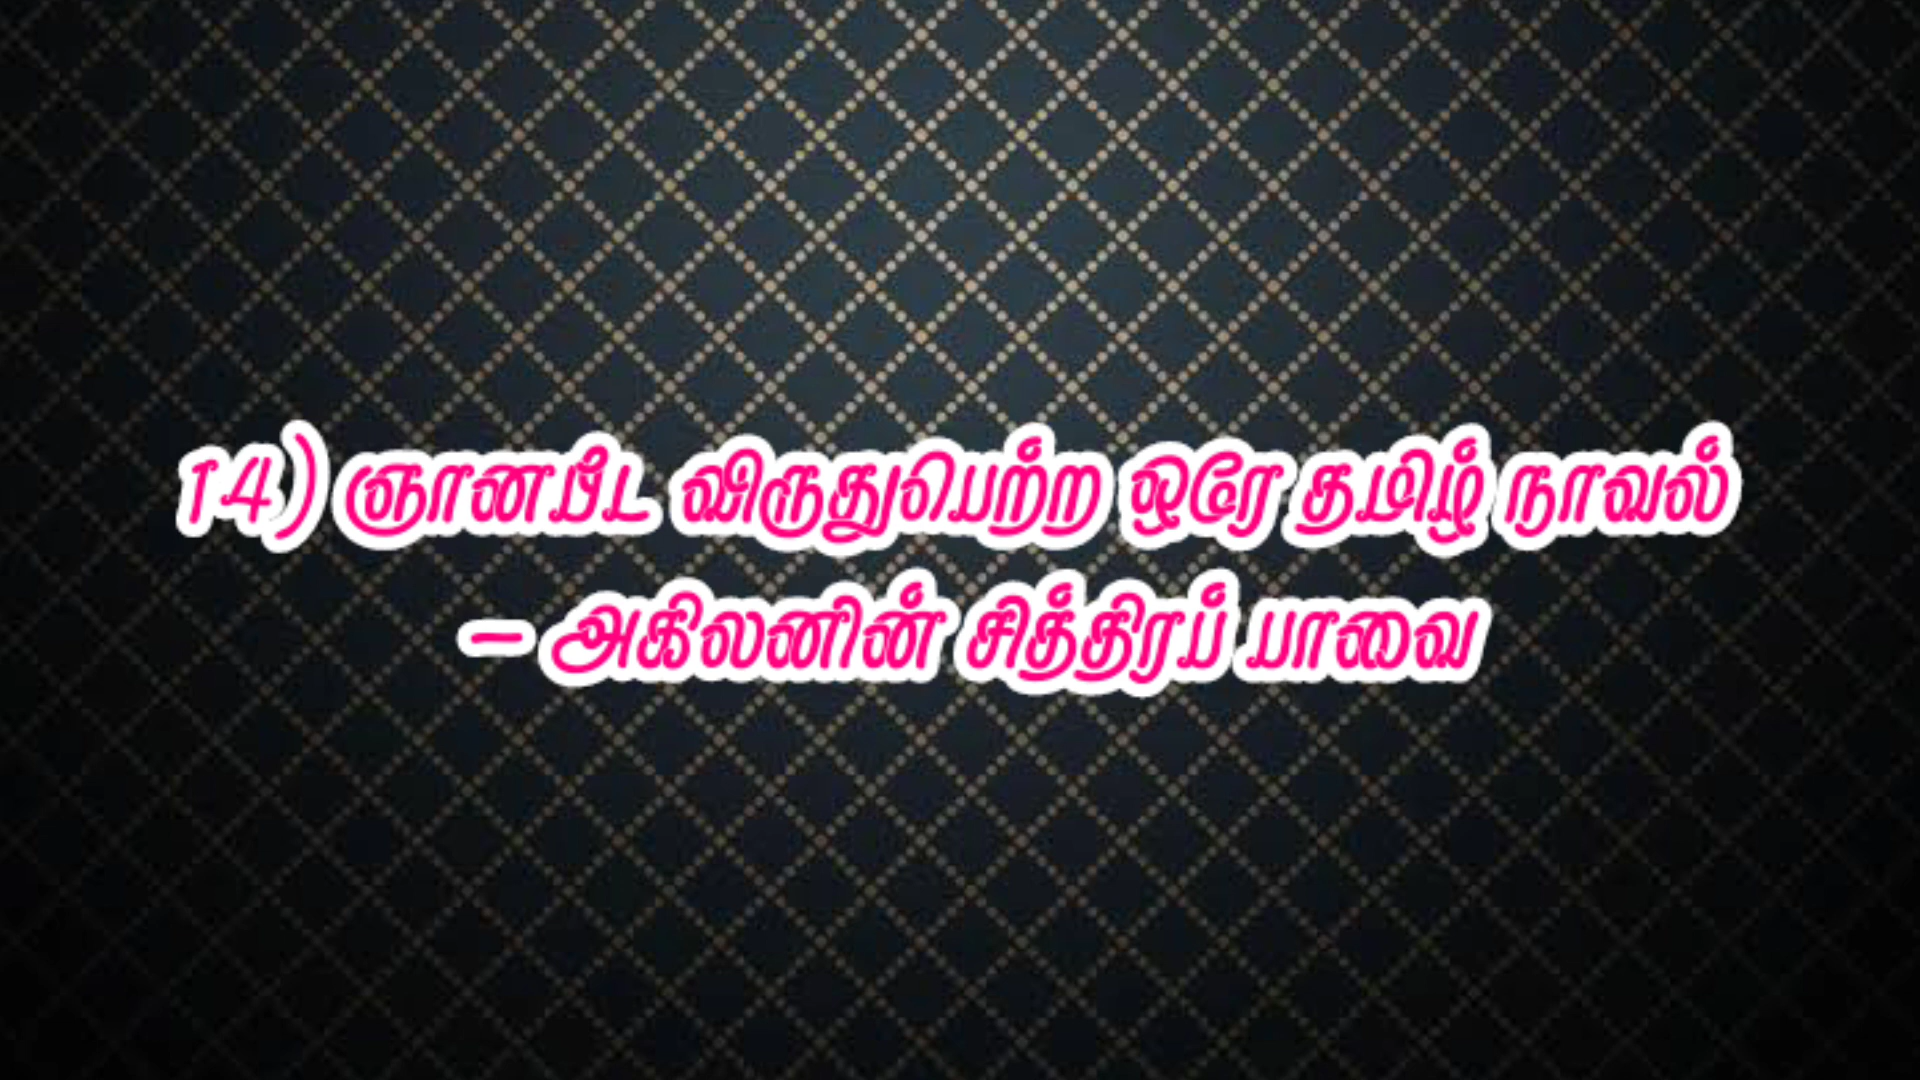 14) ஞானபீட விருதுபெற்ற ஒரே தமிழ் நாவல்
– அகிலனின் சித்திரப் பாவை